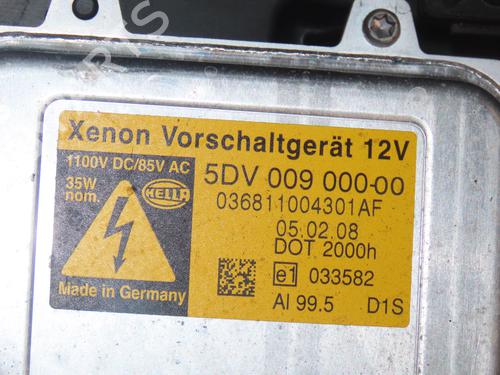 Xenon Vorschaltgerät 12V
1100V DC/85V AC
35W
nom.
HELLA
5DV 009 000-00
036811004301AF
05.02.08
DOT 2000h
e1 033582
Made in Germany
Al 99.5 D1S